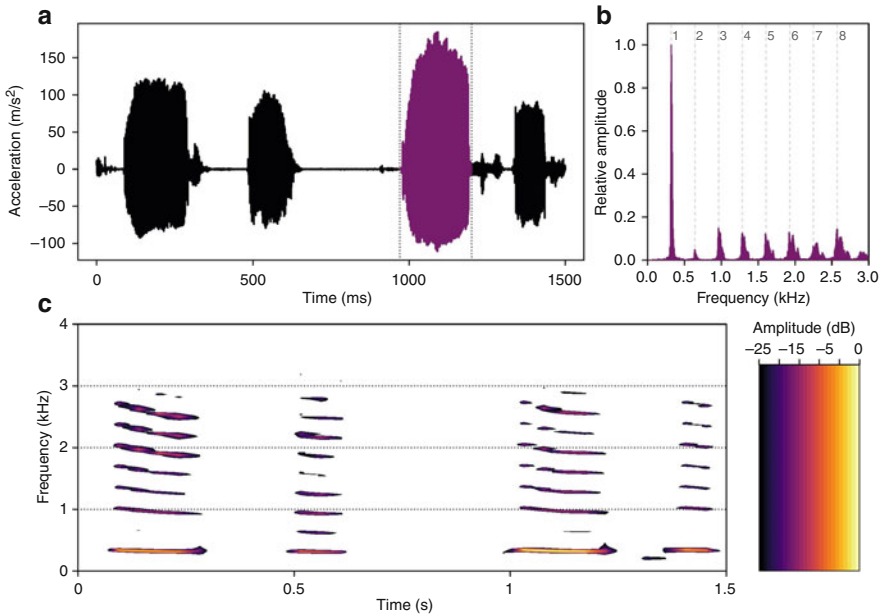 a
Acceleration (m/s²)
150
100
50
0
−50
−100
0
500
1000
1500
Time (ms)
b
Relative amplitude
1.0
0.8
0.6
0.4
0.2
0.0
1 2 3 4 5 6 7 8
0.0 0.5 1.0 1.5 2.0 2.5 3.0
Frequency (kHz)
c
Frequency (kHz)
4
3
2
1
0
0 0.5 1 1.5
Time (s)
Amplitude (dB)
−25 −15 −5 0